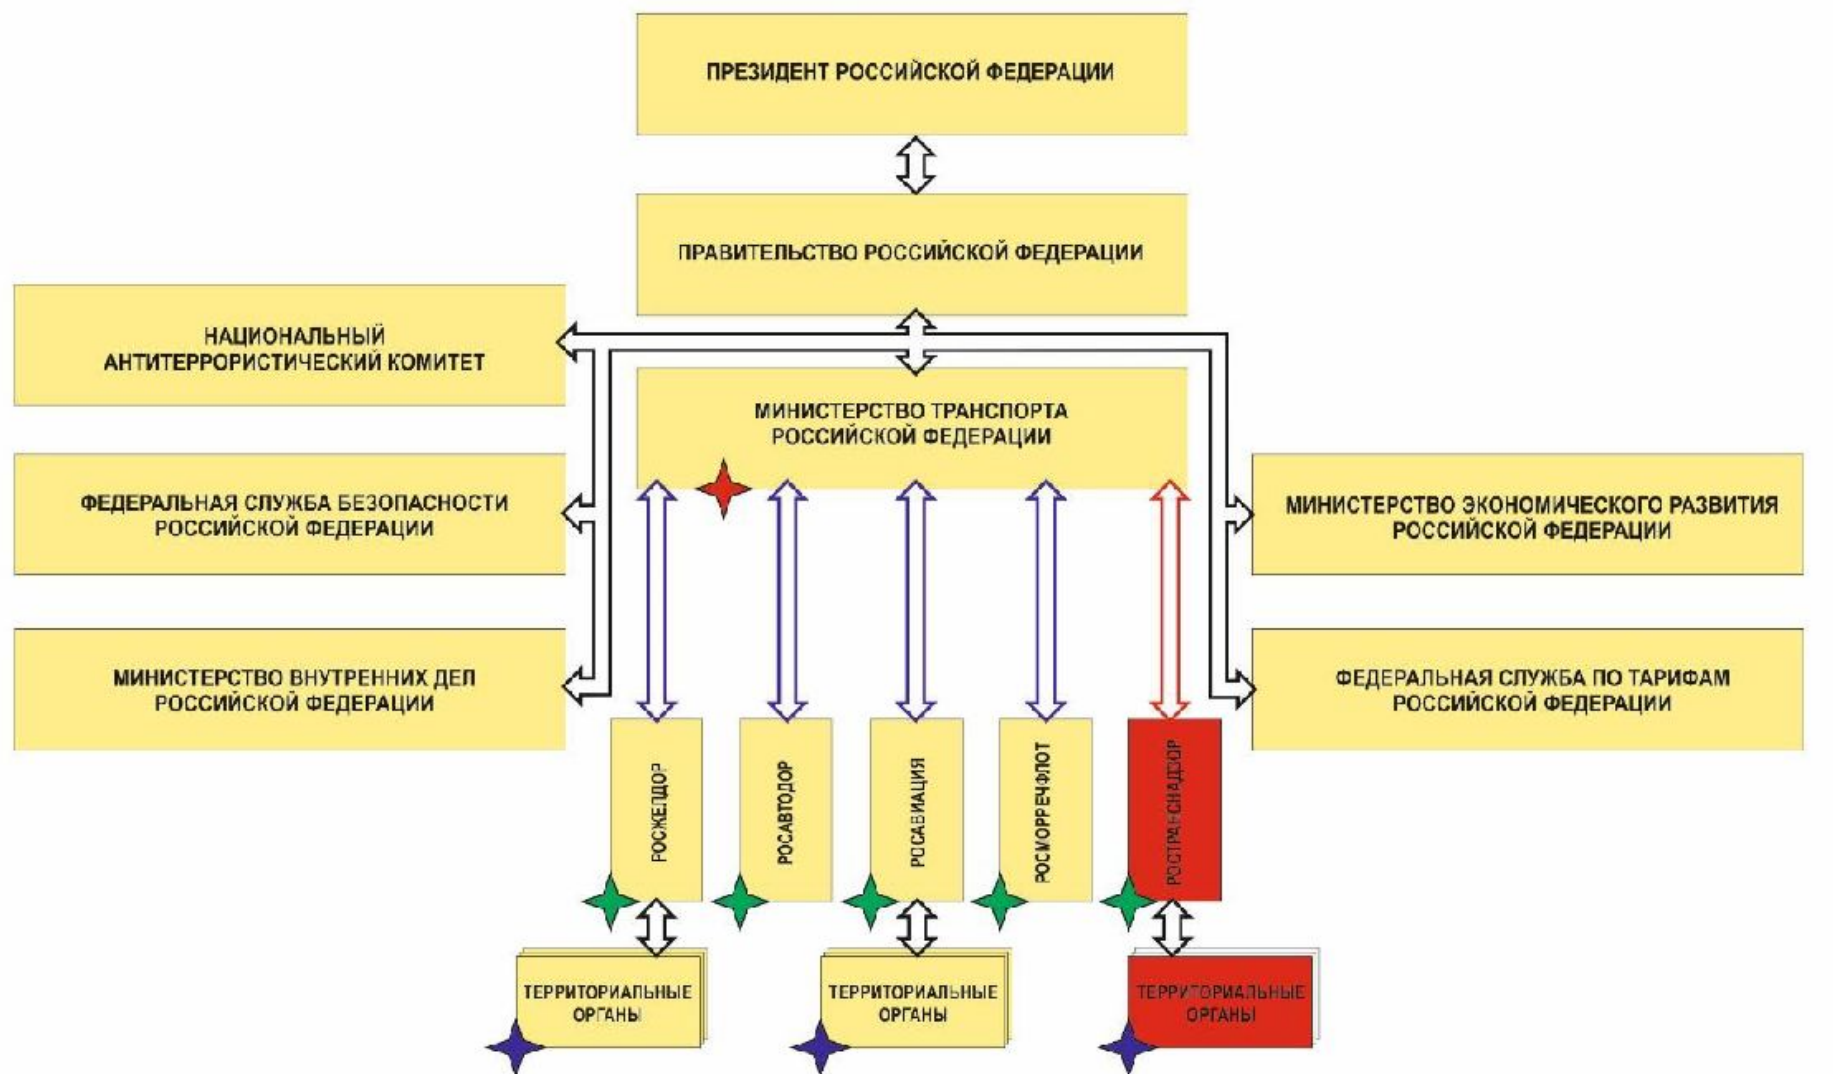 ПРЕЗИДЕНТ РОССИЙСКОЙ ФЕДЕРАЦИИ
ПРАВИТЕЛЬСТВО РОССИЙСКОЙ ФЕДЕРАЦИИ
НАЦИОНАЛЬНЫЙ
АНТИТЕРРОРИСТИЧЕСКИЙ КОМИТЕТ
МИНИСТЕРСТВО ТРАНСПОРТА
РОССИЙСКОЙ ФЕДЕРАЦИИ
ФЕДЕРАЛЬНАЯ СЛУЖБА БЕЗОПАСНОСТИ
РОССИЙСКОЙ ФЕДЕРАЦИИ
МИНИСТЕРСТВО ЭКОНОМИЧЕСКОГО РАЗВИТИЯ
РОССИЙСКОЙ ФЕДЕРАЦИИ
МИНИСТЕРСТВО ВНУТРЕННИХ ДЕЛ
РОССИЙСКОЙ ФЕДЕРАЦИИ
ФЕДЕРАЛЬНАЯ СЛУЖБА ПО ТАРИФАМ
РОССИЙСКОЙ ФЕДЕРАЦИИ
РОСЖЕЛДОР
РОСАВТОДОР
РОСАВИАЦИЯ
РОСМОРРЕЧФЛОТ
РОСТРАНСНАДЗОР
ТЕРРИТОРИАЛЬНЫЕ
ОРГАНЫ
ТЕРРИТОРИАЛЬНЫЕ
ОРГАНЫ
ТЕРРИТОРИАЛЬНЫЕ
ОРГАНЫ